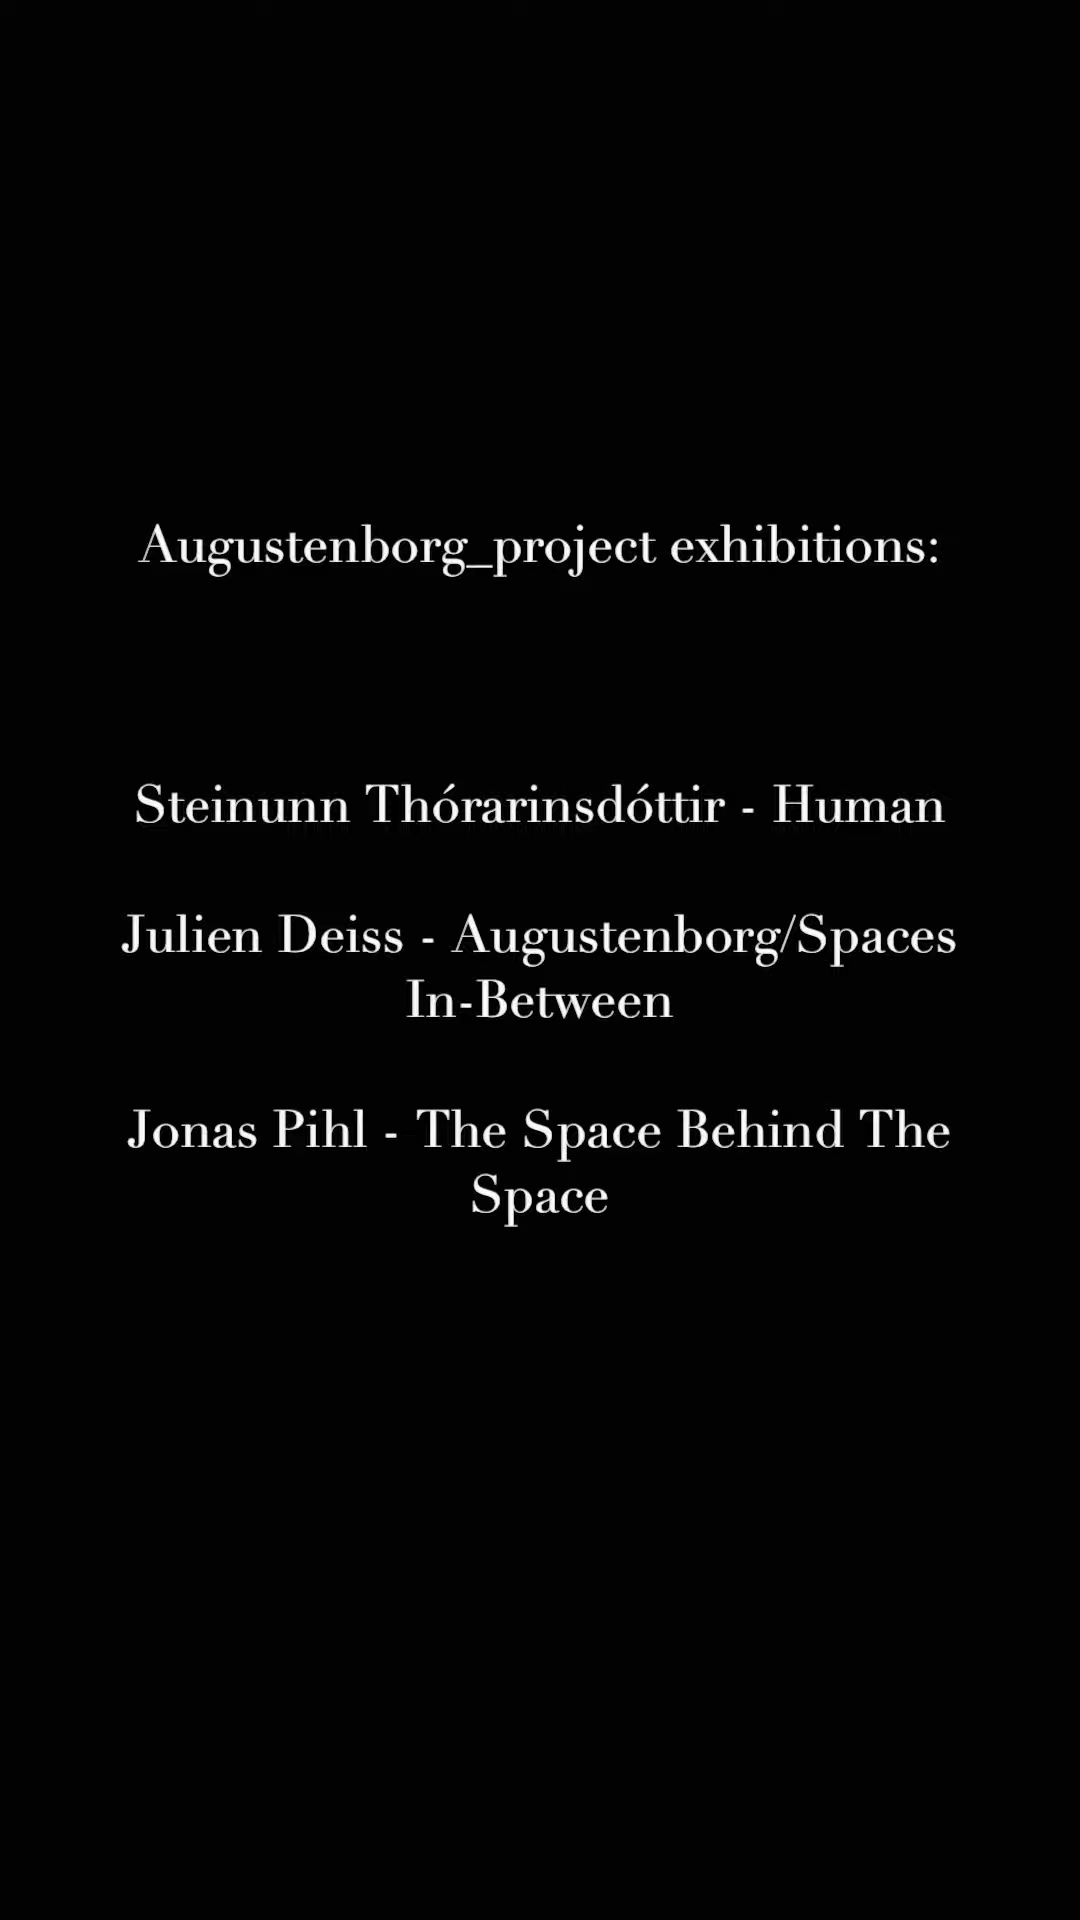 Augustenborg_project exhibitions:
Steinunn Thórarinsdóttir - Human
Julien Deiss - Augustenborg/Spaces
In-Between
Jonas Pihl - The Space Behind The
Space